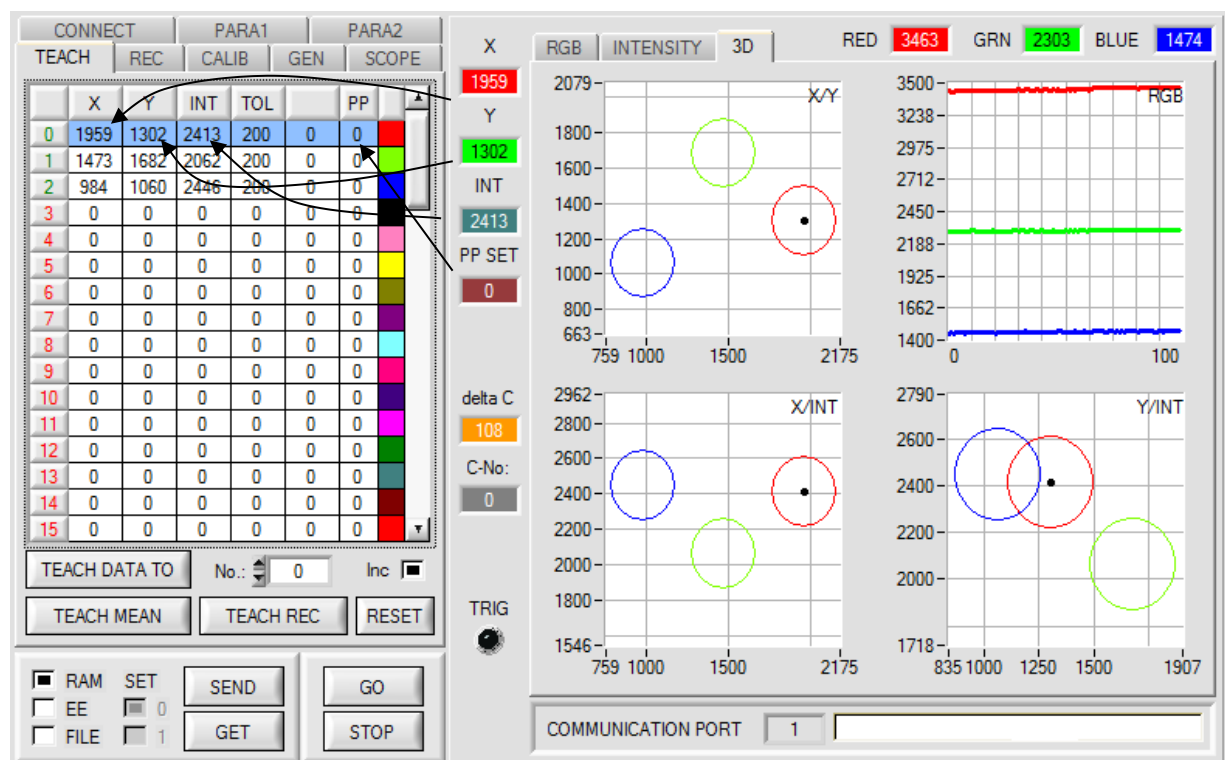 CONNECT PARA1 PARA2
TEACH REC CALIB GEN SCOPE
X Y INT TOL PP
0 1959 1302 2413 200 0 0
1 1473 1682 2062 200 0 0
2 984 1060 2446 200 0 0
3 0 0 0 0 0 0
4 0 0 0 0 0 0
5 0 0 0 0 0 0
6 0 0 0 0 0 0
7 0 0 0 0 0 0
8 0 0 0 0 0 0
9 0 0 0 0 0 0
10 0 0 0 0 0 0
11 0 0 0 0 0 0
12 0 0 0 0 0 0
13 0 0 0 0 0 0
14 0 0 0 0 0 0
15 0 0 0 0 0 0
TEACH DATA TO No.: 0 Inc
TEACH MEAN TEACH REC RESET
RAM SET SEND GO
EE 0
FILE 1 GET STOP
X
1959
Y
1302
INT
2413
PP SET
0
delta C
108
C-No:
0
TRIG
RGB INTENSITY 3D RED 3463 GRN 2303 BLUE 1474
X/Y
2079
1800
1600
1400
1200
1000
800
663
759 1000 1500 2175
RGB
3500
3238
2975
2712
2450
2188
1925
1662
1400
0 100
X/INT
2962
2800
2600
2400
2200
2000
1800
1546
759 1000 1500 2175
Y/INT
2790
2600
2400
2200
2000
1718
835 1000 1250 1500 1907
COMMUNICATION PORT 1